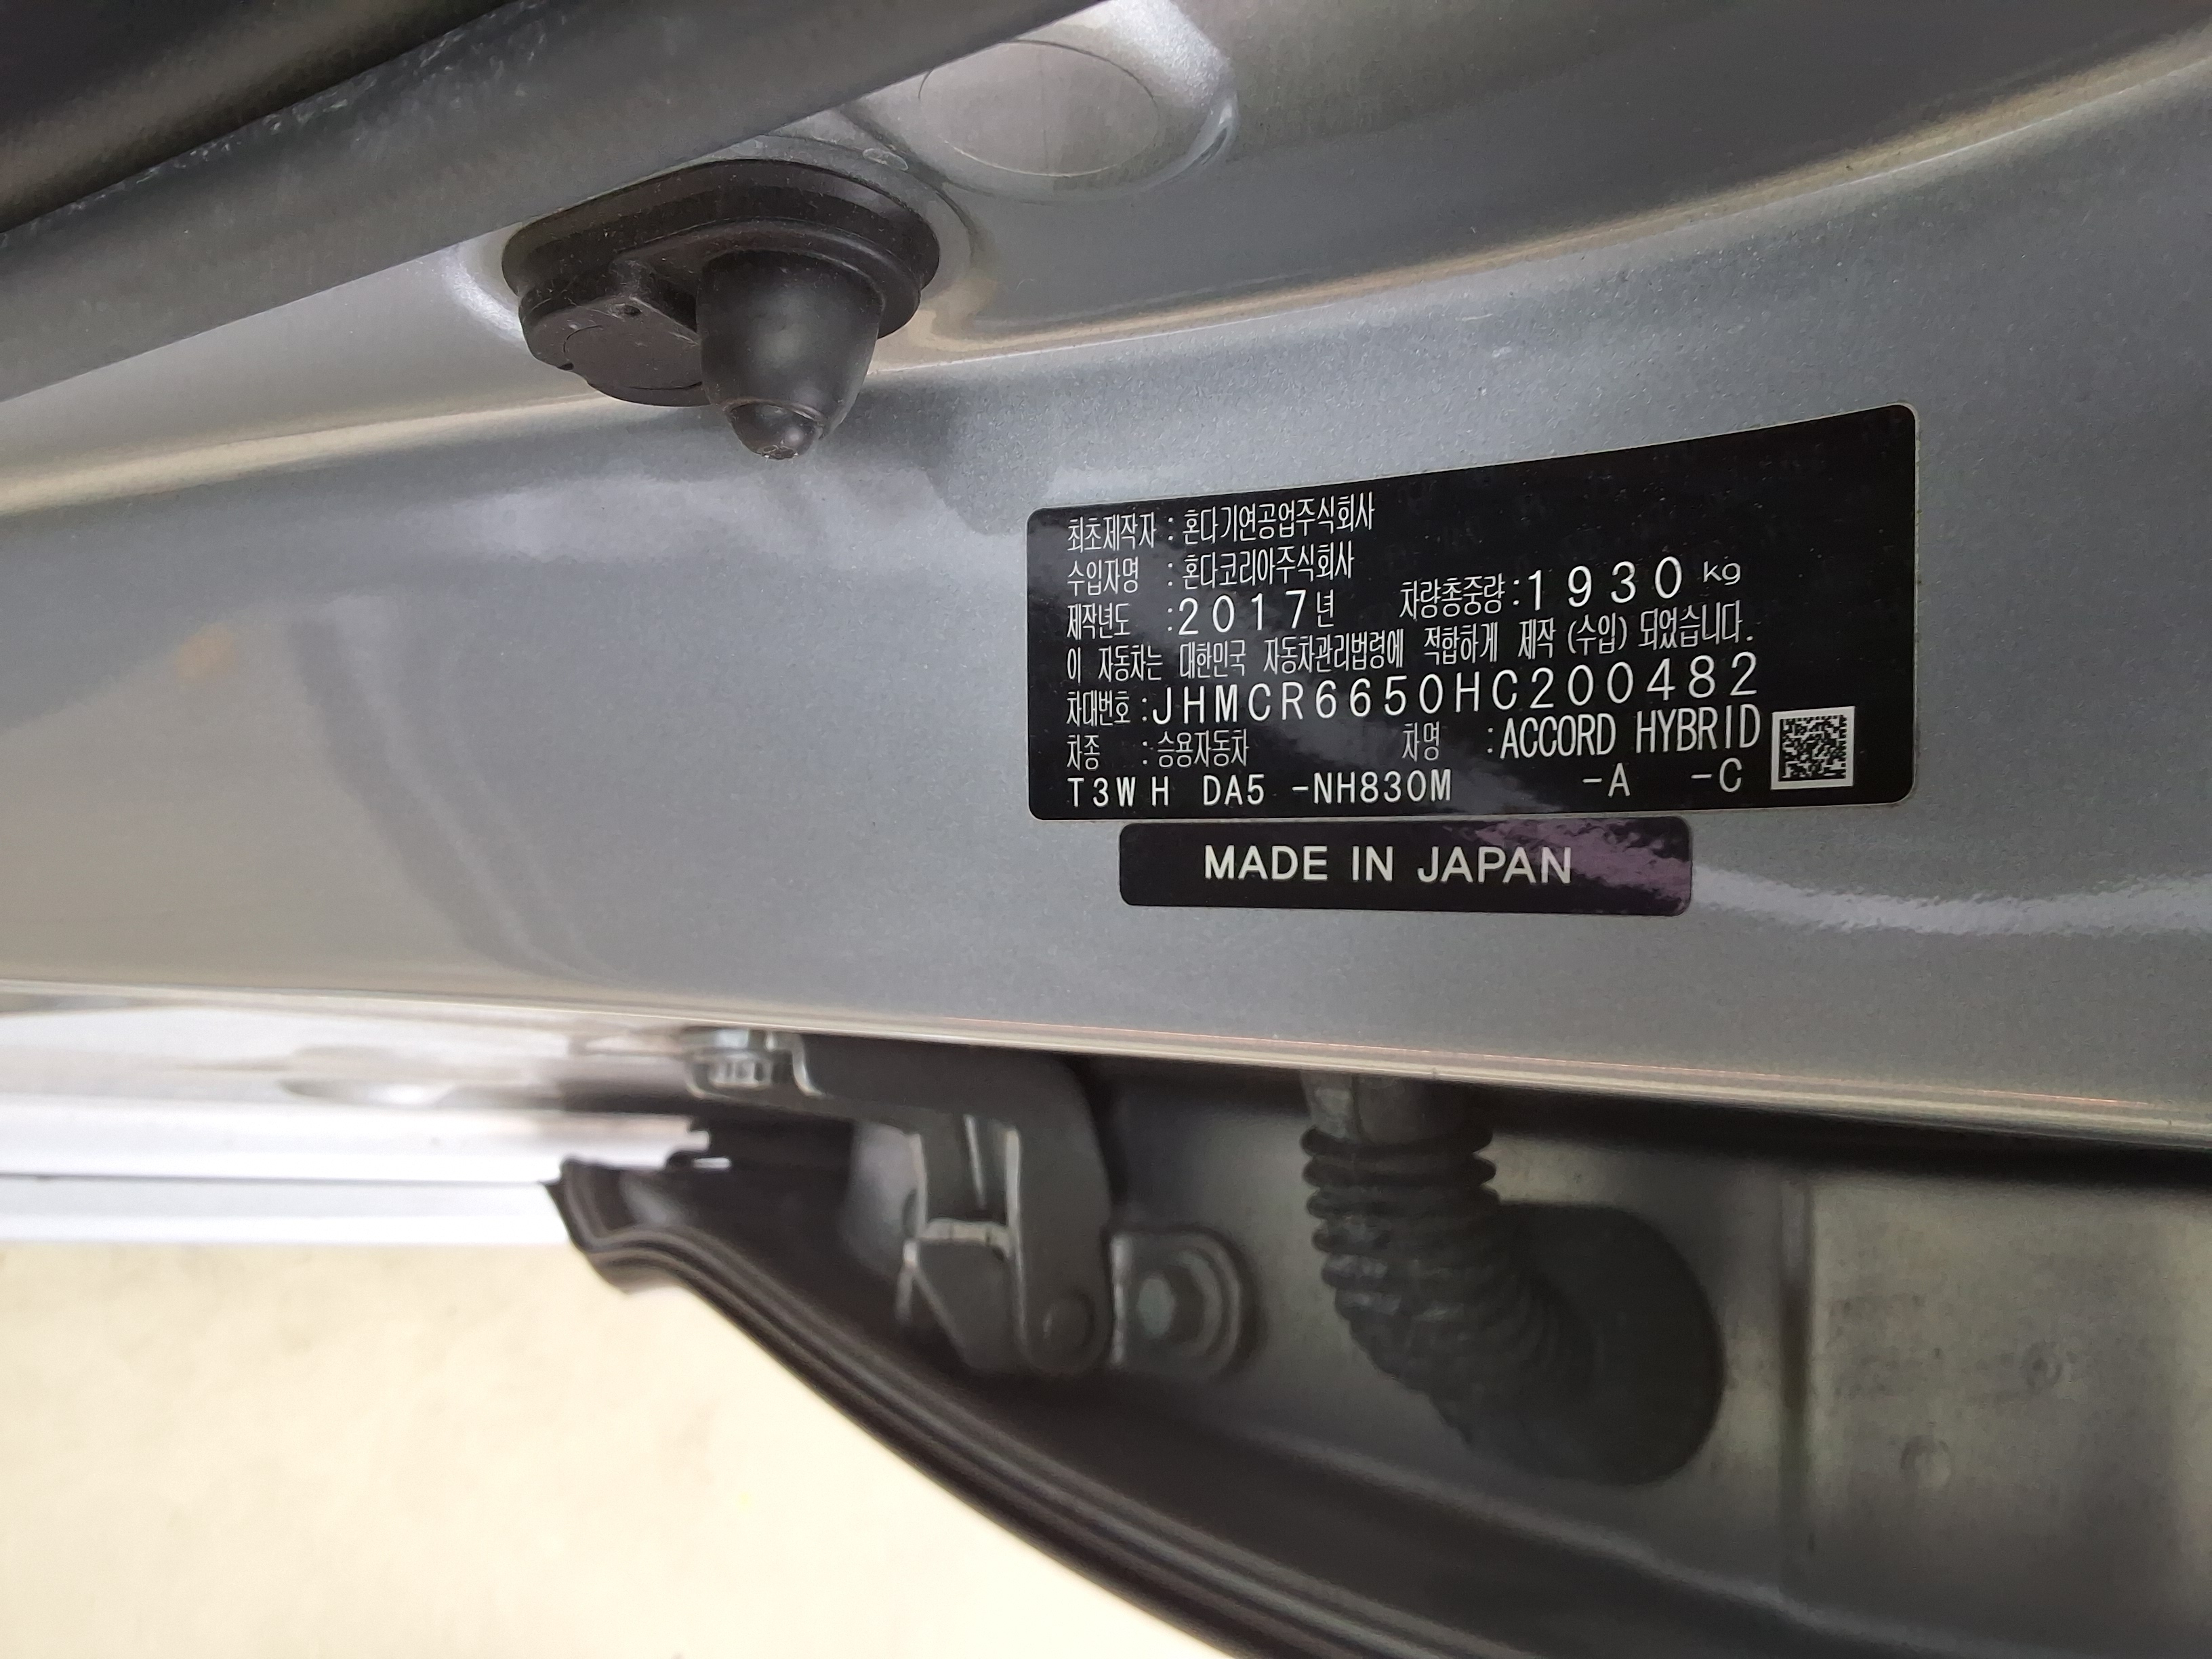 최초제작자 : 혼다기연공업주식회사
수입자명 : 혼다코리아주식회사
제작년도 : 2017년 차량총중량 : 1930 kg
이 자동차는 대한민국 자동차관리법령에 적합하게 제작 (수입) 되었습니다.
차대번호 : JHMCR6650HC200482
차종 : 승용자동차 차명 : ACCORD HYBRID
T3WH DA5 -NH830M -A -C
MADE IN JAPAN